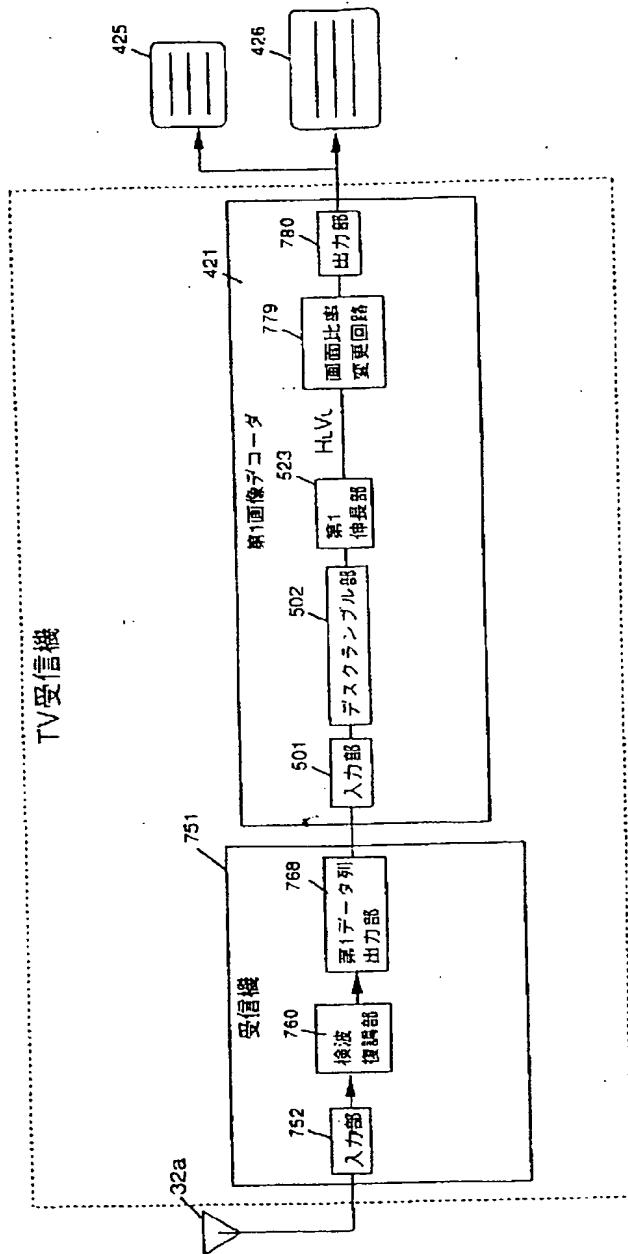 TV受信機
32a
751
受信機
752
入力部
760
検波
復調部
768
第1データ列
出力部
421
第1画像デコーダ
501
入力部
502
デスクランブル部
523
第1
伸長部
HLVL
779
画面比率
変更回路
780
出力部
425
426